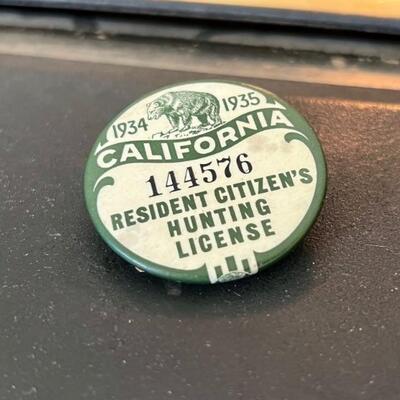 1934 1935
CALIFORNIA
144576
RESIDENT CITIZEN'S
HUNTING
LICENSE